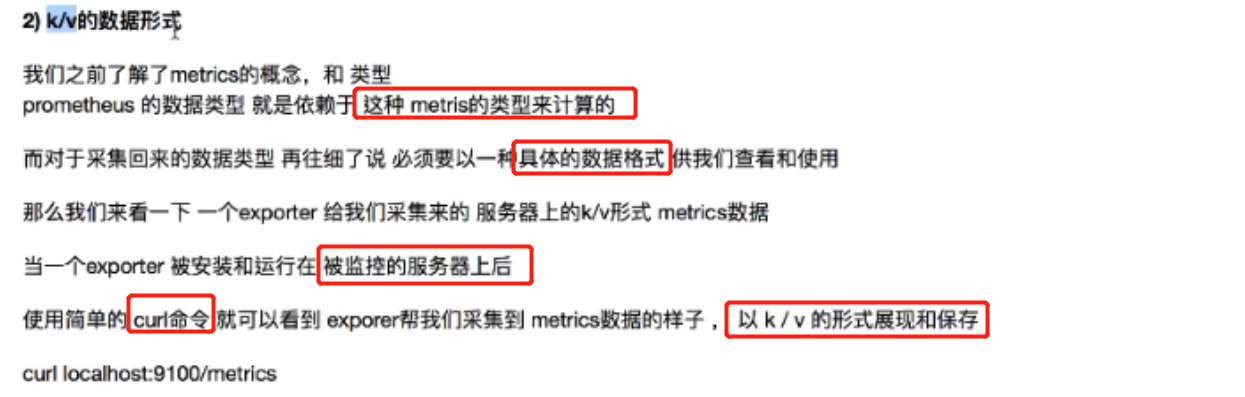 2) k/v的数据形式
我们之前了解了metrics的概念，和 类型
prometheus 的数据类型 就是依赖于 这种 metris的类型来计算的
而对于采集回来的数据类型 再往细了说 必须要以一种具体的数据格式 供我们查看和使用
那么我们来看一下 一个exporter 给我们采集来的 服务器上的k/v形式 metrics数据
当一个exporter 被安装和运行在 被监控的服务器上后
使用简单的 curl命令 就可以看到 exporer帮我们采集到 metrics数据的样子 ， 以 k / v 的形式展现和保存
curl localhost:9100/metrics